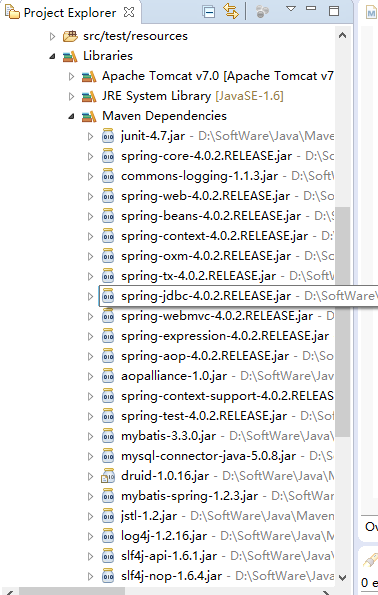 Project Explorer
src/test/resources
Libraries
Apache Tomcat v7.0 [Apache Tomcat v7
JRE System Library [JavaSE-1.6]
Maven Dependencies
junit-4.7.jar - D:\SoftWare\Java\Mave
spring-core-4.0.2.RELEASE.jar - D:\So
commons-logging-1.1.3.jar - D:\SoftW
spring-web-4.0.2.RELEASE.jar - D:\Sof
spring-beans-4.0.2.RELEASE.jar - D:\S
spring-context-4.0.2.RELEASE.jar - D:
spring-oxm-4.0.2.RELEASE.jar - D:\So
spring-tx-4.0.2.RELEASE.jar - D:\Soft
spring-jdbc-4.0.2.RELEASE.jar - D:\SoftWare\
spring-webmvc-4.0.2.RELEASE.jar - D
spring-expression-4.0.2.RELEASE.jar
spring-aop-4.0.2.RELEASE.jar - D:\Sof
aopalliance-1.0.jar - D:\SoftWare\Jav
spring-context-support-4.0.2.RELEASE
spring-test-4.0.2.RELEASE.jar - D:\So
mybatis-3.3.0.jar - D:\SoftWare\Java\
mysql-connector-java-5.0.8.jar - D:\S
druid-1.0.16.jar - D:\SoftWare\Java\M
mybatis-spring-1.2.3.jar - D:\SoftWar
jstl-1.2.jar - D:\SoftWare\Java\Maven
log4j-1.2.16.jar - D:\SoftWare\Java\M
slf4j-api-1.6.1.jar - D:\SoftWare\Java
slf4j-nop-1.6.4.jar - D:\SoftWare\Java
Ov
0 e